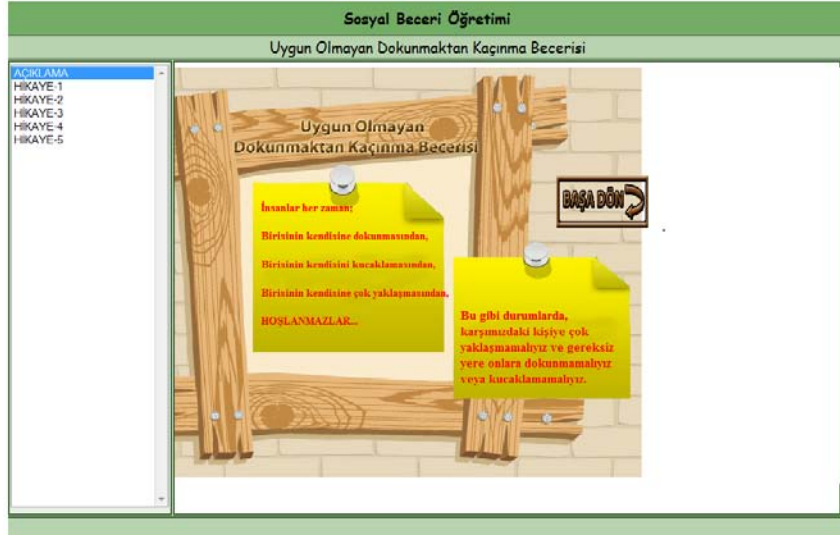 Sosyal Beceri Öğretimi
Uygun Olmayan Dokunmaktan Kaçınma Becerisi
AÇIKLAMA
HİKAYE-1
HİKAYE-2
HİKAYE-3
HİKAYE-4
HİKAYE-5
Uygun Olmayan
Dokunmaktan Kaçınma Becerisi
İnsanlar her zaman;
Birisinin kendisine dokunmasından,
Birisinin kendisini kucaklamasından,
Birisinin kendisine çok yaklaşmasından,
HOŞLANMAZLAR...
BAŞA DÖN
Bu gibi durumlarda,
karşımızdaki kişiye çok
yaklaşmamalıyız ve gereksiz
yere onlara dokunmamalıyız
veya kucaklamamalıyız.